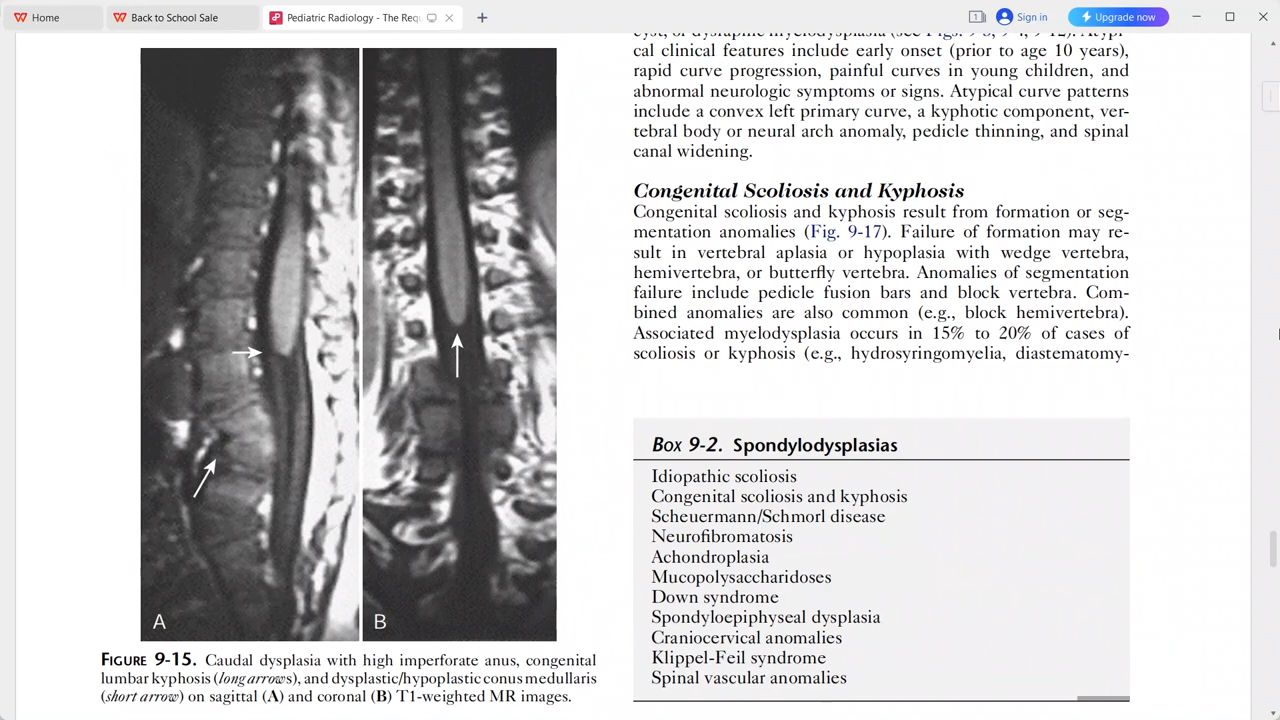 Home
Back to School Sale
Pediatric Radiology - The Requ
Sign in
Upgrade now
cal clinical features include early onset (prior to age 10 years),
rapid curve progression, painful curves in young children, and
abnormal neurologic symptoms or signs. Atypical curve patterns
include a convex left primary curve, a kyphotic component, ver-
tebral body or neural arch anomaly, pedicle thinning, and spinal
canal widening.
Congenital Scoliosis and Kyphosis
Congenital scoliosis and kyphosis result from formation or seg-
mentation anomalies (Fig. 9-17). Failure of formation may re-
sult in vertebral aplasia or hypoplasia with wedge vertebra,
hemivertebra, or butterfly vertebra. Anomalies of segmentation
failure include pedicle fusion bars and block vertebra. Com-
bined anomalies are also common (e.g., block hemivertebra).
Associated myelodysplasia occurs in 15% to 20% of cases of
scoliosis or kyphosis (e.g., hydrosyringomyelia, diastematomy-
A
B
FIGURE 9-15. Caudal dysplasia with high imperforate anus, congenital
lumbar kyphosis (long arrows), and dysplastic/hypoplastic conus medullaris
(short arrow) on sagittal (A) and coronal (B) T1-weighted MR images.
BOX 9-2. Spondylodysplasias
Idiopathic scoliosis
Congenital scoliosis and kyphosis
Scheuermann/Schmorl disease
Neurofibromatosis
Achondroplasia
Mucopolysaccharidoses
Down syndrome
Spondyloepiphyseal dysplasia
Craniocervical anomalies
Klippel-Feil syndrome
Spinal vascular anomalies